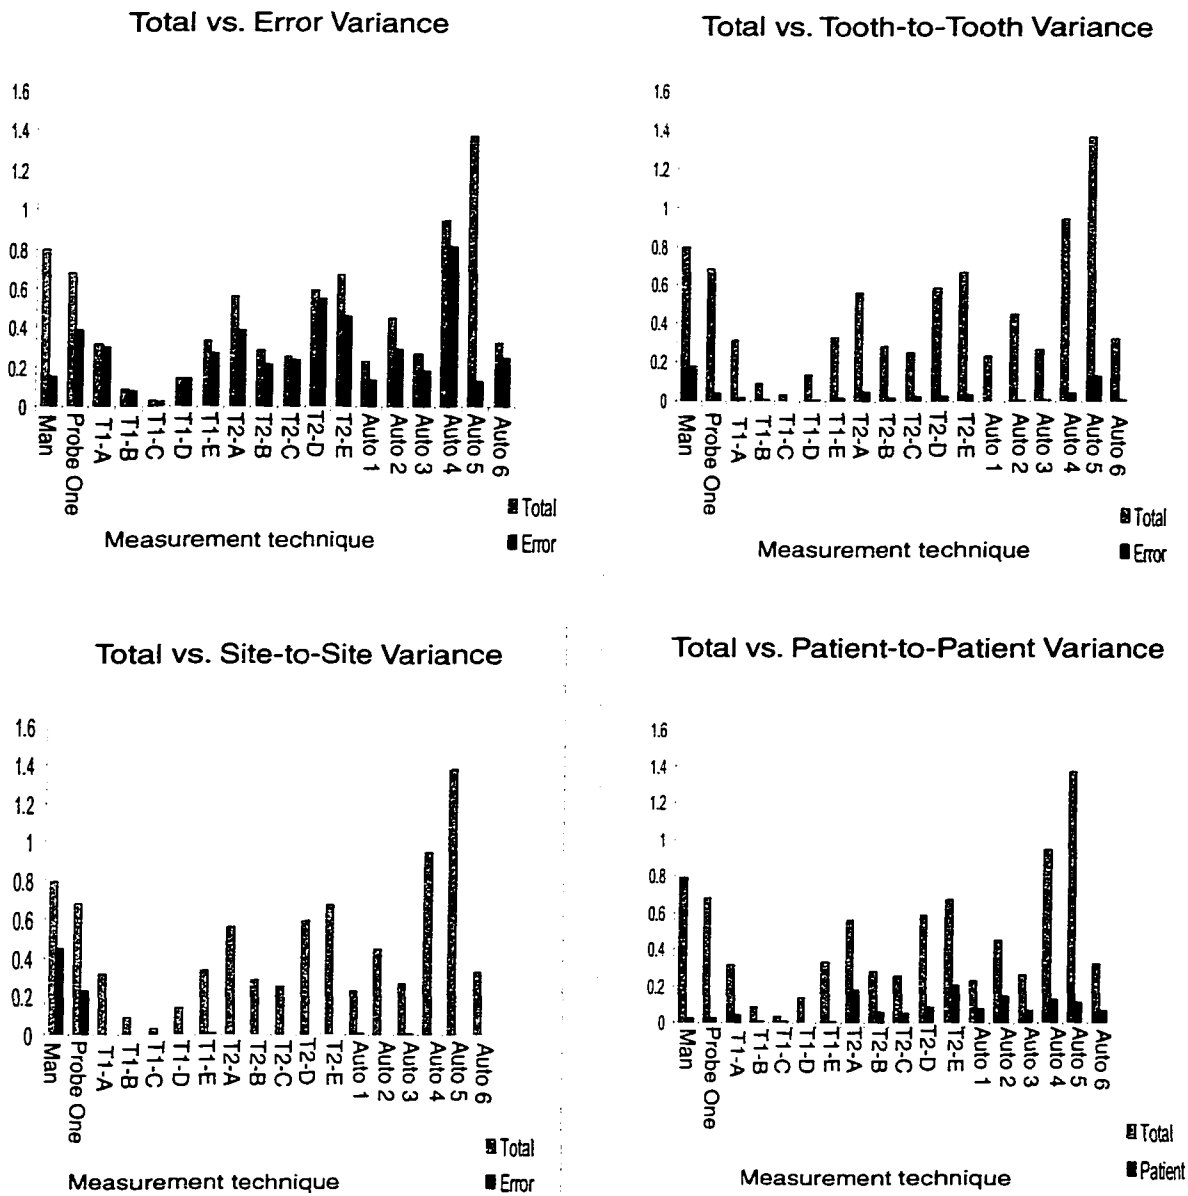 Total vs. Error Variance
1.6
1.4
1.2
1
0.8
0.6
0.4
0.2
0
Man
Probe One
T1-A
T1-B
T1-C
T1-D
T1-E
T2-A
T2-B
T2-C
T2-D
T2-E
Auto 1
Auto 2
Auto 3
Auto 4
Auto 5
Auto 6
Total
Error
Measurement technique
Total vs. Tooth-to-Tooth Variance
1.6
1.4
1.2
1
0.8
0.6
0.4
0.2
0
Man
Probe One
T1-A
T1-B
T1-C
T1-D
T1-E
T2-A
T2-B
T2-C
T2-D
T2-E
Auto 1
Auto 2
Auto 3
Auto 4
Auto 5
Auto 6
Total
Error
Measurement technique
Total vs. Site-to-Site Variance
1.6
1.4
1.2
1
0.8
0.6
0.4
0.2
0
Man
Probe One
T1-A
T1-B
T1-C
T1-D
T1-E
T2-A
T2-B
T2-C
T2-D
T2-E
Auto 1
Auto 2
Auto 3
Auto 4
Auto 5
Auto 6
Total
Error
Measurement technique
Total vs. Patient-to-Patient Variance
1.6
1.4
1.2
1
0.8
0.6
0.4
0.2
0
Man
Probe One
T1-A
T1-B
T1-C
T1-D
T1-E
T2-A
T2-B
T2-C
T2-D
T2-E
Auto 1
Auto 2
Auto 3
Auto 4
Auto 5
Auto 6
Total
Patient
Measurement technique